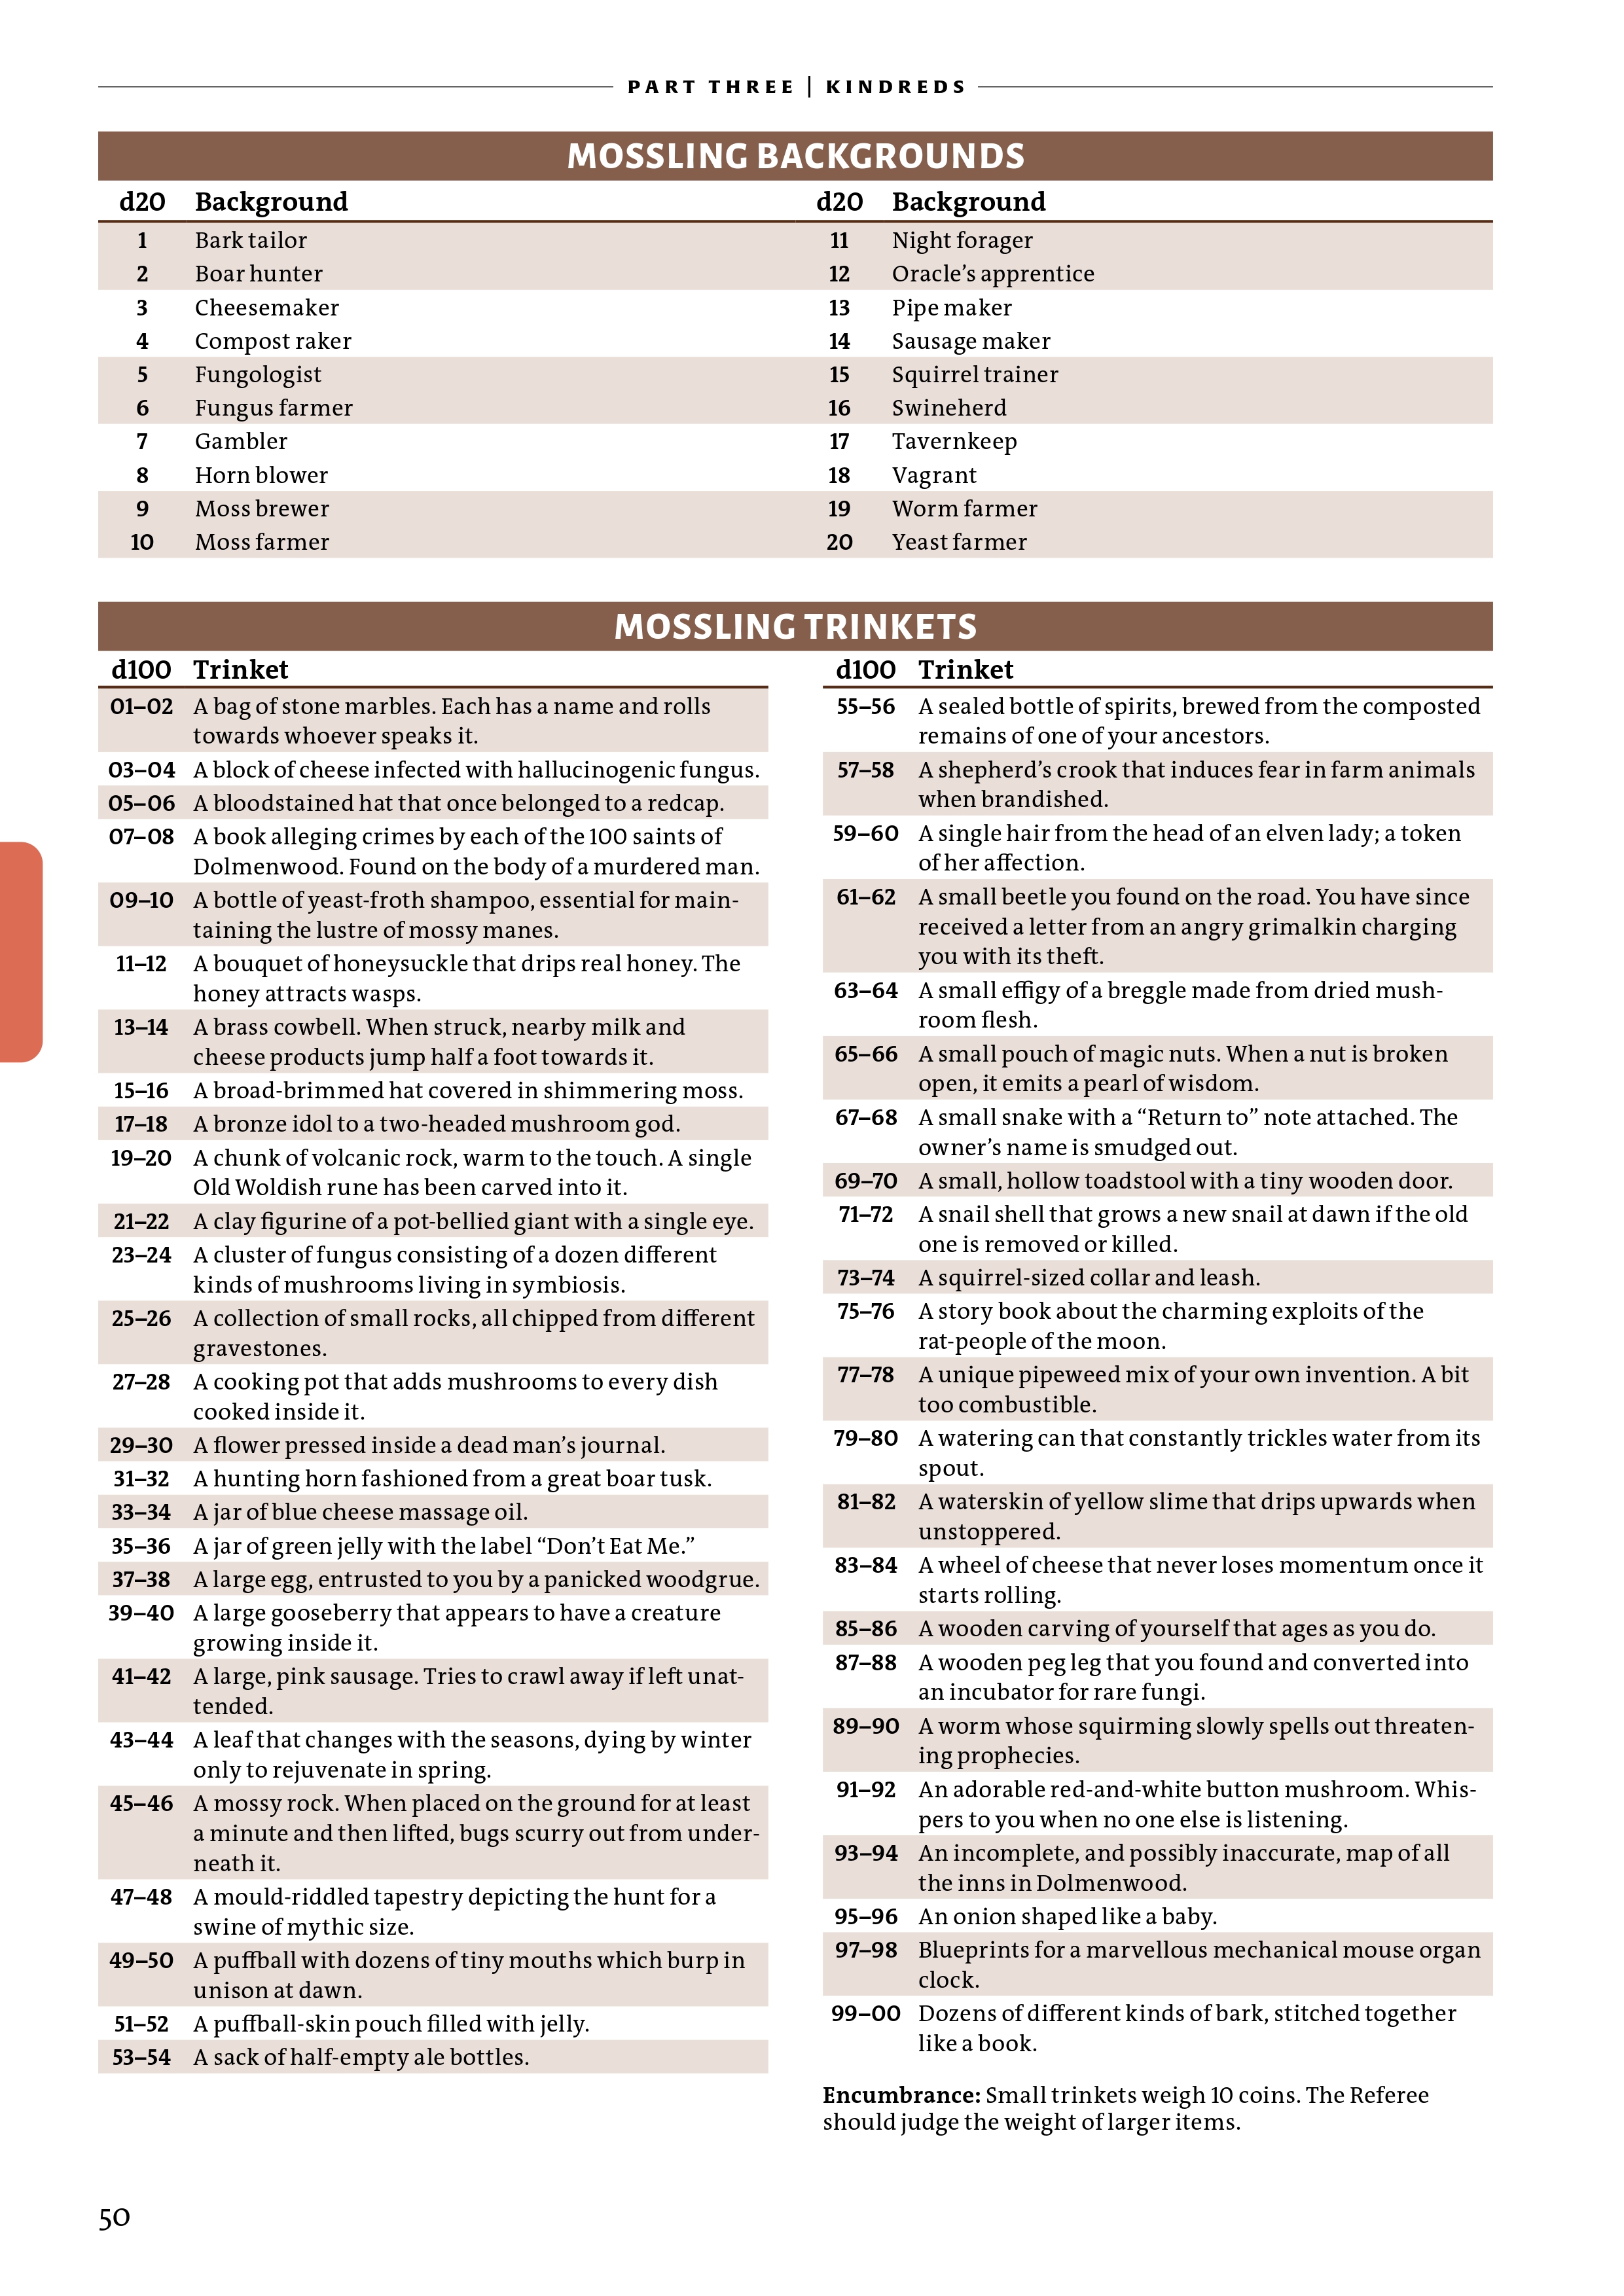 PART THREE | KINDREDS
MOSSLING BACKGROUNDS
d20 Background
1 Bark tailor
2 Boar hunter
3 Cheesemaker
4 Compost raker
5 Fungologist
6 Fungus farmer
7 Gambler
8 Horn blower
9 Moss brewer
10 Moss farmer
d20 Background
11 Night forager
12 Oracle’s apprentice
13 Pipe maker
14 Sausage maker
15 Squirrel trainer
16 Swineherd
17 Tavernkeep
18 Vagrant
19 Worm farmer
20 Yeast farmer
MOSSLING TRINKETS
d100 Trinket
01–02 A bag of stone marbles. Each has a name and rolls
towards whoever speaks it.
03–04 A block of cheese infected with hallucinogenic fungus.
05–06 A bloodstained hat that once belonged to a redcap.
07–08 A book alleging crimes by each of the 100 saints of
Dolmenwood. Found on the body of a murdered man.
09–10 A bottle of yeast-froth shampoo, essential for main-
taining the lustre of mossy manes.
11–12 A bouquet of honeysuckle that drips real honey. The
honey attracts wasps.
13–14 A brass cowbell. When struck, nearby milk and
cheese products jump half a foot towards it.
15–16 A broad-brimmed hat covered in shimmering moss.
17–18 A bronze idol to a two-headed mushroom god.
19–20 A chunk of volcanic rock, warm to the touch. A single
Old Woldish rune has been carved into it.
21–22 A clay figurine of a pot-bellied giant with a single eye.
23–24 A cluster of fungus consisting of a dozen different
kinds of mushrooms living in symbiosis.
25–26 A collection of small rocks, all chipped from different
gravestones.
27–28 A cooking pot that adds mushrooms to every dish
cooked inside it.
29–30 A flower pressed inside a dead man’s journal.
31–32 A hunting horn fashioned from a great boar tusk.
33–34 A jar of blue cheese massage oil.
35–36 A jar of green jelly with the label “Don’t Eat Me.”
37–38 A large egg, entrusted to you by a panicked woodgrue.
39–40 A large gooseberry that appears to have a creature
growing inside it.
41–42 A large, pink sausage. Tries to crawl away if left unat-
tended.
43–44 A leaf that changes with the seasons, dying by winter
only to rejuvenate in spring.
45–46 A mossy rock. When placed on the ground for at least
a minute and then lifted, bugs scurry out from under-
neath it.
47–48 A mould-riddled tapestry depicting the hunt for a
swine of mythic size.
49–50 A puffball with dozens of tiny mouths which burp in
unison at dawn.
51–52 A puffball-skin pouch filled with jelly.
53–54 A sack of half-empty ale bottles.
d100 Trinket
55–56 A sealed bottle of spirits, brewed from the composted
remains of one of your ancestors.
57–58 A shepherd’s crook that induces fear in farm animals
when brandished.
59–60 A single hair from the head of an elven lady; a token
of her affection.
61–62 A small beetle you found on the road. You have since
received a letter from an angry grimalkin charging
you with its theft.
63–64 A small effigy of a breggle made from dried mush-
room flesh.
65–66 A small pouch of magic nuts. When a nut is broken
open, it emits a pearl of wisdom.
67–68 A small snake with a “Return to” note attached. The
owner’s name is smudged out.
69–70 A small, hollow toadstool with a tiny wooden door.
71–72 A snail shell that grows a new snail at dawn if the old
one is removed or killed.
73–74 A squirrel-sized collar and leash.
75–76 A story book about the charming exploits of the
rat-people of the moon.
77–78 A unique pipeweed mix of your own invention. A bit
too combustible.
79–80 A watering can that constantly trickles water from its
spout.
81–82 A waterskin of yellow slime that drips upwards when
unstoppered.
83–84 A wheel of cheese that never loses momentum once it
starts rolling.
85–86 A wooden carving of yourself that ages as you do.
87–88 A wooden peg leg that you found and converted into
an incubator for rare fungi.
89–90 A worm whose squirming slowly spells out threaten-
ing prophecies.
91–92 An adorable red-and-white button mushroom. Whis-
pers to you when no one else is listening.
93–94 An incomplete, and possibly inaccurate, map of all
the inns in Dolmenwood.
95–96 An onion shaped like a baby.
97–98 Blueprints for a marvellous mechanical mouse organ
clock.
99–00 Dozens of different kinds of bark, stitched together
like a book.
Encumbrance: Small trinkets weigh 10 coins. The Referee
should judge the weight of larger items.
50